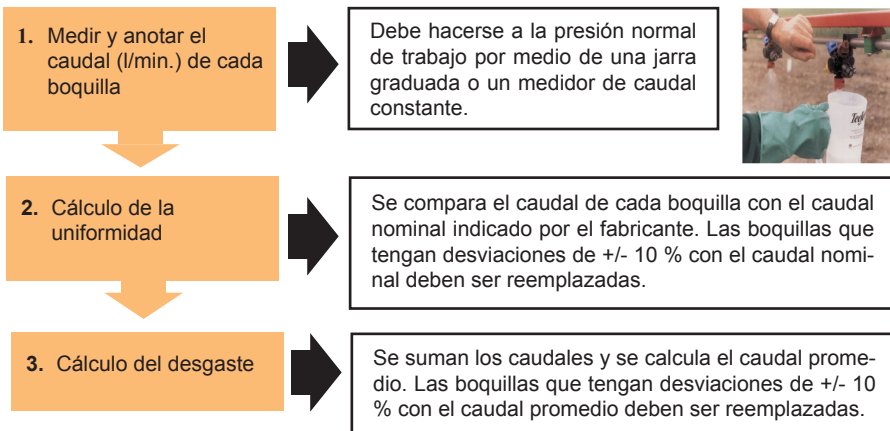 1. Medir y anotar el
caudal (l/min.) de cada
boquilla
Debe hacerse a la presión normal
de trabajo por medio de una jarra
graduada o un medidor de caudal
constante.
2. Cálculo de la
uniformidad
Se compara el caudal de cada boquilla con el caudal
nominal indicado por el fabricante. Las boquillas que
tengan desviaciones de +/- 10 % con el caudal nomi-
nal deben ser reemplazadas.
3. Cálculo del desgaste
Se suman los caudales y se calcula el caudal prome-
dio. Las boquillas que tengan desviaciones de +/- 10
% con el caudal promedio deben ser reemplazadas.